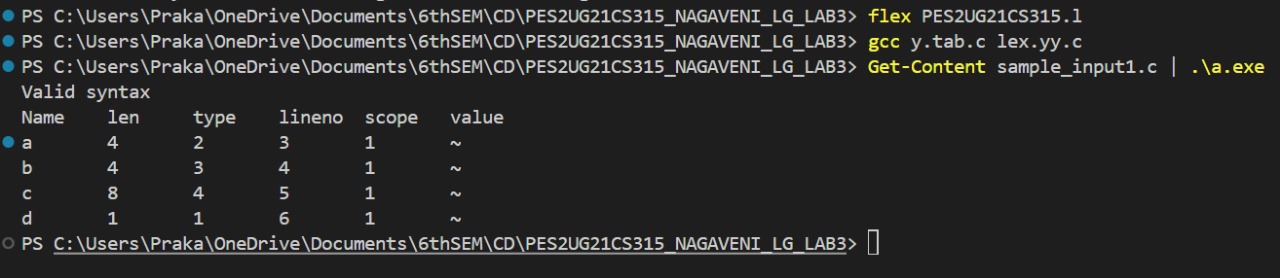 PS C:\Users\Praka\OneDrive\Documents\6thSEM\CD\PES2UG21CS315_NAGAVENI_LG_LAB3> flex PES2UG21CS315.l
PS C:\Users\Praka\OneDrive\Documents\6thSEM\CD\PES2UG21CS315_NAGAVENI_LG_LAB3> gcc y.tab.c lex.yy.c
PS C:\Users\Praka\OneDrive\Documents\6thSEM\CD\PES2UG21CS315_NAGAVENI_LG_LAB3> Get-Content sample_input1.c | .\a.exe
Valid syntax
Name len type lineno scope value
a 4 2 3 1 ~
b 4 3 4 1 ~
c 8 4 5 1 ~
d 1 1 6 1 ~
PS C:\Users\Praka\OneDrive\Documents\6thSEM\CD\PES2UG21CS315_NAGAVENI_LG_LAB3>